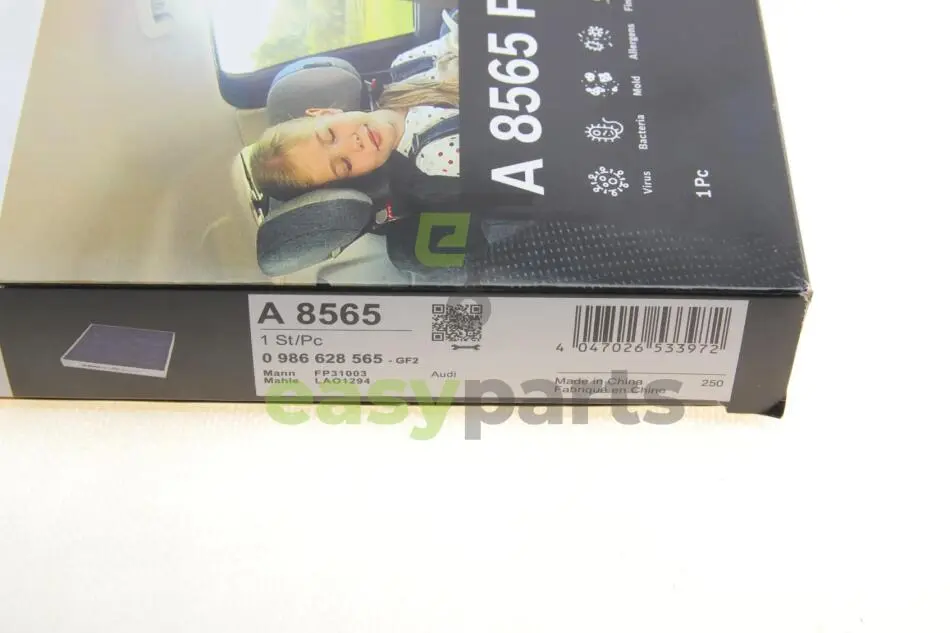 A 8565 F
Allergens
Mold
Bacteria
Virus
1 Pc
A 8565
1 St/Pc
0 986 628 565 - GF2
Mann FP31003
Mahle LAO1294
Audi
4 047026 533972
Made in China
Fabriqué en Chine
250
easyparts